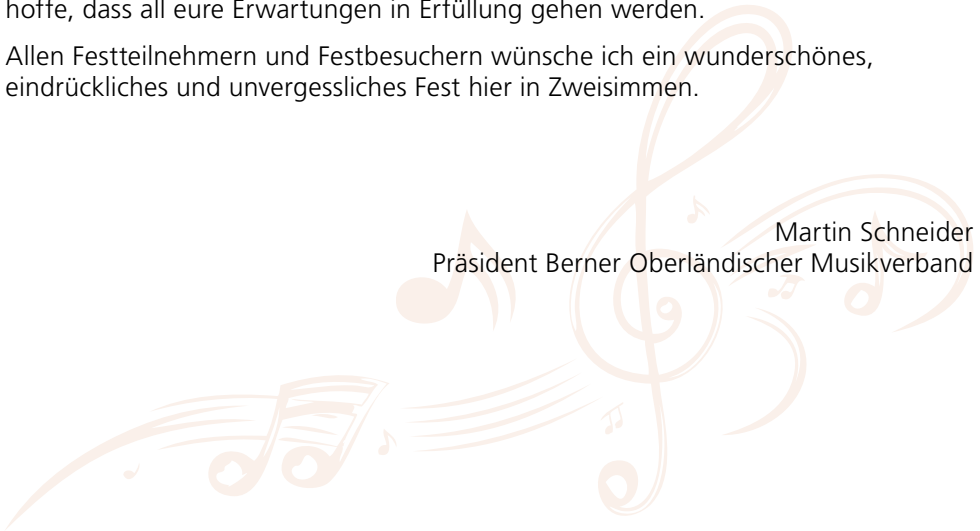 hoffe, dass all eure Erwartungen in Erfüllung gehen werden.
Allen Festteilnehmern und Festbesuchern wünsche ich ein wunderschönes,
eindrückliches und unvergessliches Fest hier in Zweisimmen.
Martin Schneider
Präsident Berner Oberländischer Musikverband